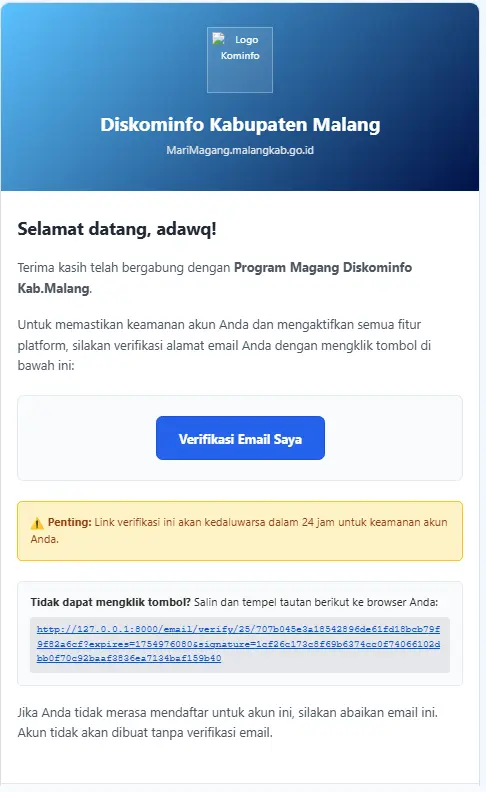 Logo
Kominfo
Diskominfo Kabupaten Malang
MariMagang.malangkab.go.id
Selamat datang, adawq!
Terima kasih telah bergabung dengan Program Magang Diskominfo
Kab.Malang.
Untuk memastikan keamanan akun Anda dan mengaktifkan semua fitur
platform, silakan verifikasi alamat email Anda dengan mengklik tombol di
bawah ini:
Verifikasi Email Saya
⚠️ Penting: Link verifikasi ini akan kedaluwarsa dalam 24 jam untuk keamanan akun
Anda.
Tidak dapat mengklik tombol? Salin dan tempel tautan berikut ke browser Anda:
http://127.0.0.1:8000/email/verify/25/707b045e3a18542896de61fd18bcb79f
9f82a6cf?expires=1754976080&signature=1cf26c173c8f69b6374cc0f74066102d
bb0f70c92baaf3836ea7134baf159b40
Jika Anda tidak merasa mendaftar untuk akun ini, silakan abaikan email ini.
Akun tidak akan dibuat tanpa verifikasi email.